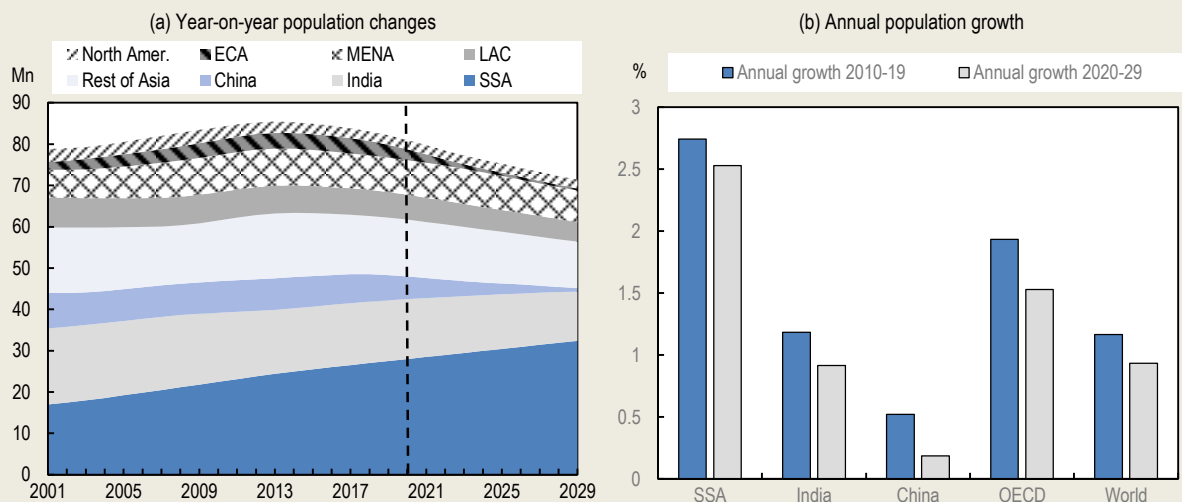 (a) Year-on-year population changes
North Amer. ECA MENA LAC
Rest of Asia China India SSA
Mn
90
80
70
60
50
40
30
20
10
0
2001 2005 2009 2013 2017 2021 2025 2029
(b) Annual population growth
% Annual growth 2010-19 Annual growth 2020-29
3
2.5
2
1.5
1
0.5
0
SSA India China OECD World